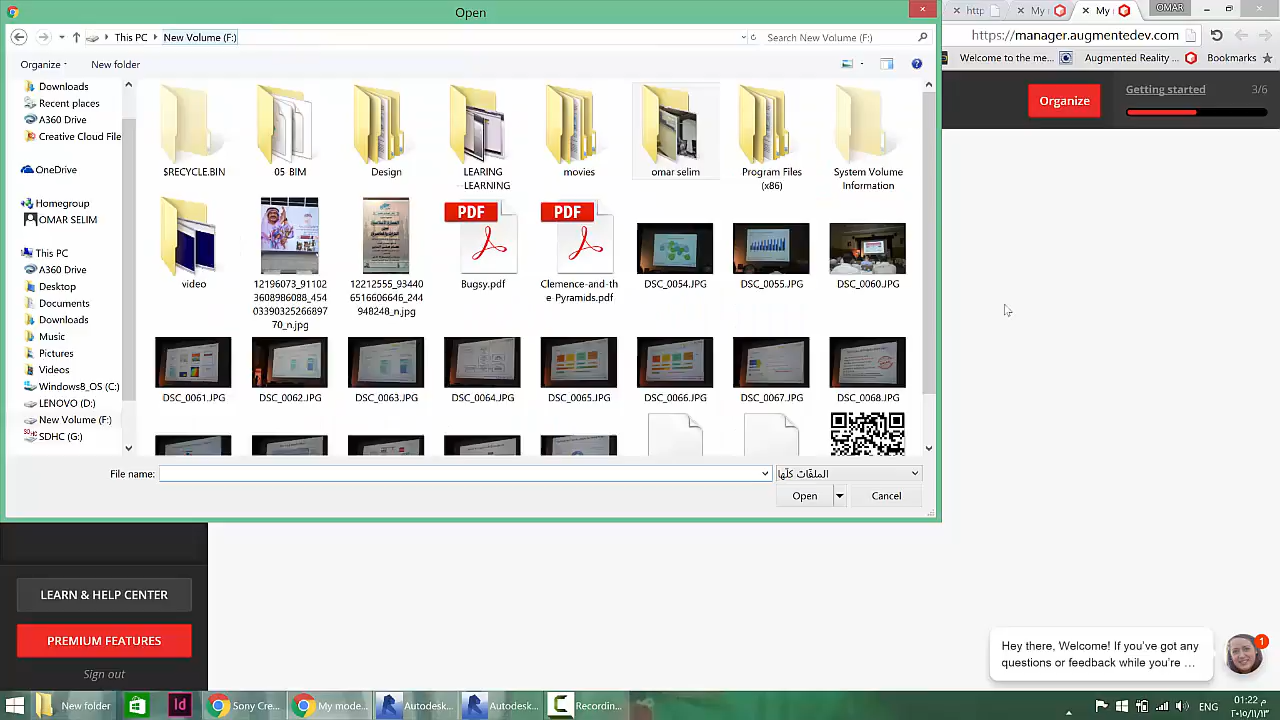 Open
http
My
My
OMAR
This PC
New Volume (F:)
Search New Volume (F:)
https://manager.augmentedev.com
Organize
New folder
Welcome to the me...
Augmented Reality ...
Bookmarks
Downloads
Recent places
A360 Drive
Creative Cloud File
OneDrive
Homegroup
OMAR SELIM
This PC
A360 Drive
Desktop
Documents
Downloads
Music
Pictures
Videos
Windows8_OS (C:)
LENOVO (D:)
New Volume (F:)
SDHC (G:)
$RECYCLE.BIN
05 BIM
Design
LEARING
--LEARNING
movies
omar selim
Program Files
(x86)
System Volume
Information
video
12196073_91102
3608986088_454
03390325266897
70_n.jpg
12212555_93440
6516606646_244
948248_n.jpg
PDF
Bugsy.pdf
PDF
Clemence-and-th
e Pyramids.pdf
DSC_0054.JPG
DSC_0055.JPG
DSC_0060.JPG
DSC_0061.JPG
DSC_0062.JPG
DSC_0063.JPG
DSC_0064.JPG
DSC_0065.JPG
DSC_0066.JPG
DSC_0067.JPG
DSC_0068.JPG
File name:
الملفّات كلّها
Open
Cancel
Organize
Getting started
3/6
LEARN & HELP CENTER
PREMIUM FEATURES
Sign out
Hey there, Welcome! If you've got any
questions or feedback while you're ...
1
New folder
Id
Sony Cre...
My mode...
Autodesk...
Autodesk...
Recordin...
ENG
01:22 م